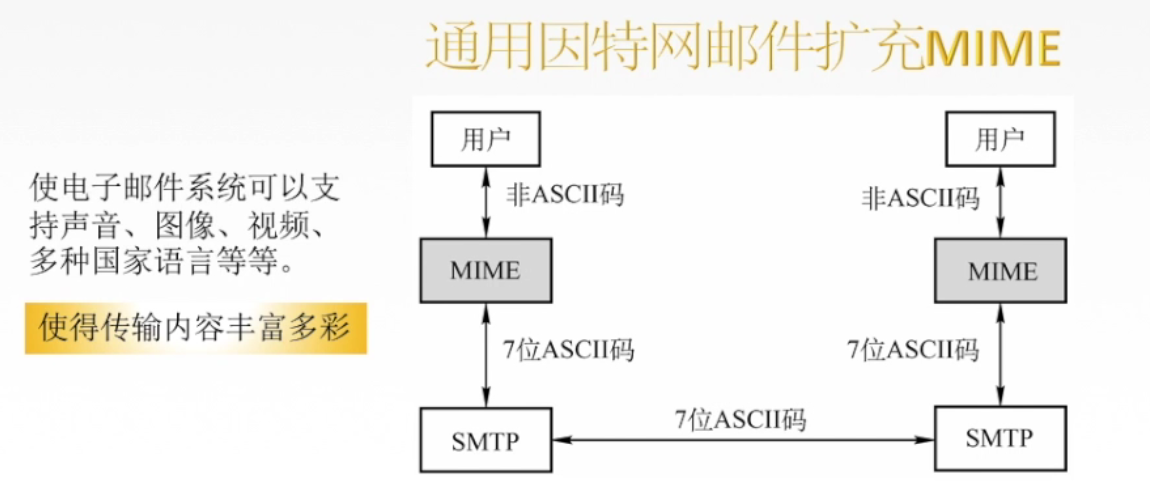 通用因特网邮件扩充MIME
使电子邮件系统可以支
持声音、图像、视频、
多种国家语言等等。
使得传输内容丰富多彩
用户
用户
非ASCII码
非ASCII码
MIME
MIME
7位ASCII码
7位ASCII码
7位ASCII码
SMTP
SMTP